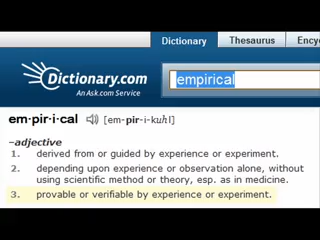 Dictionary Thesaurus Ency
Dictionary.com
An Ask.com Service
empirical
em·pir·i·cal [em-pir-i-kuhl]
–adjective
1. derived from or guided by experience or experiment.
2. depending upon experience or observation alone, without
using scientific method or theory, esp. as in medicine.
3. provable or verifiable by experience or experiment.